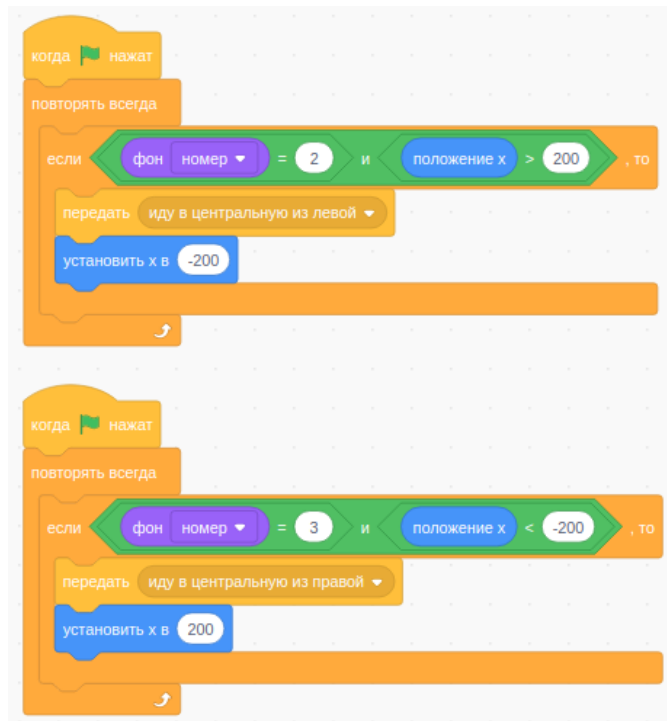 когда нажат
повторять всегда
если фон номер = 2 и положение x > 200 , то
передать иду в центральную из левой
установить x в -200
когда нажат
повторять всегда
если фон номер = 3 и положение x < -200 , то
передать иду в центральную из правой
установить x в 200